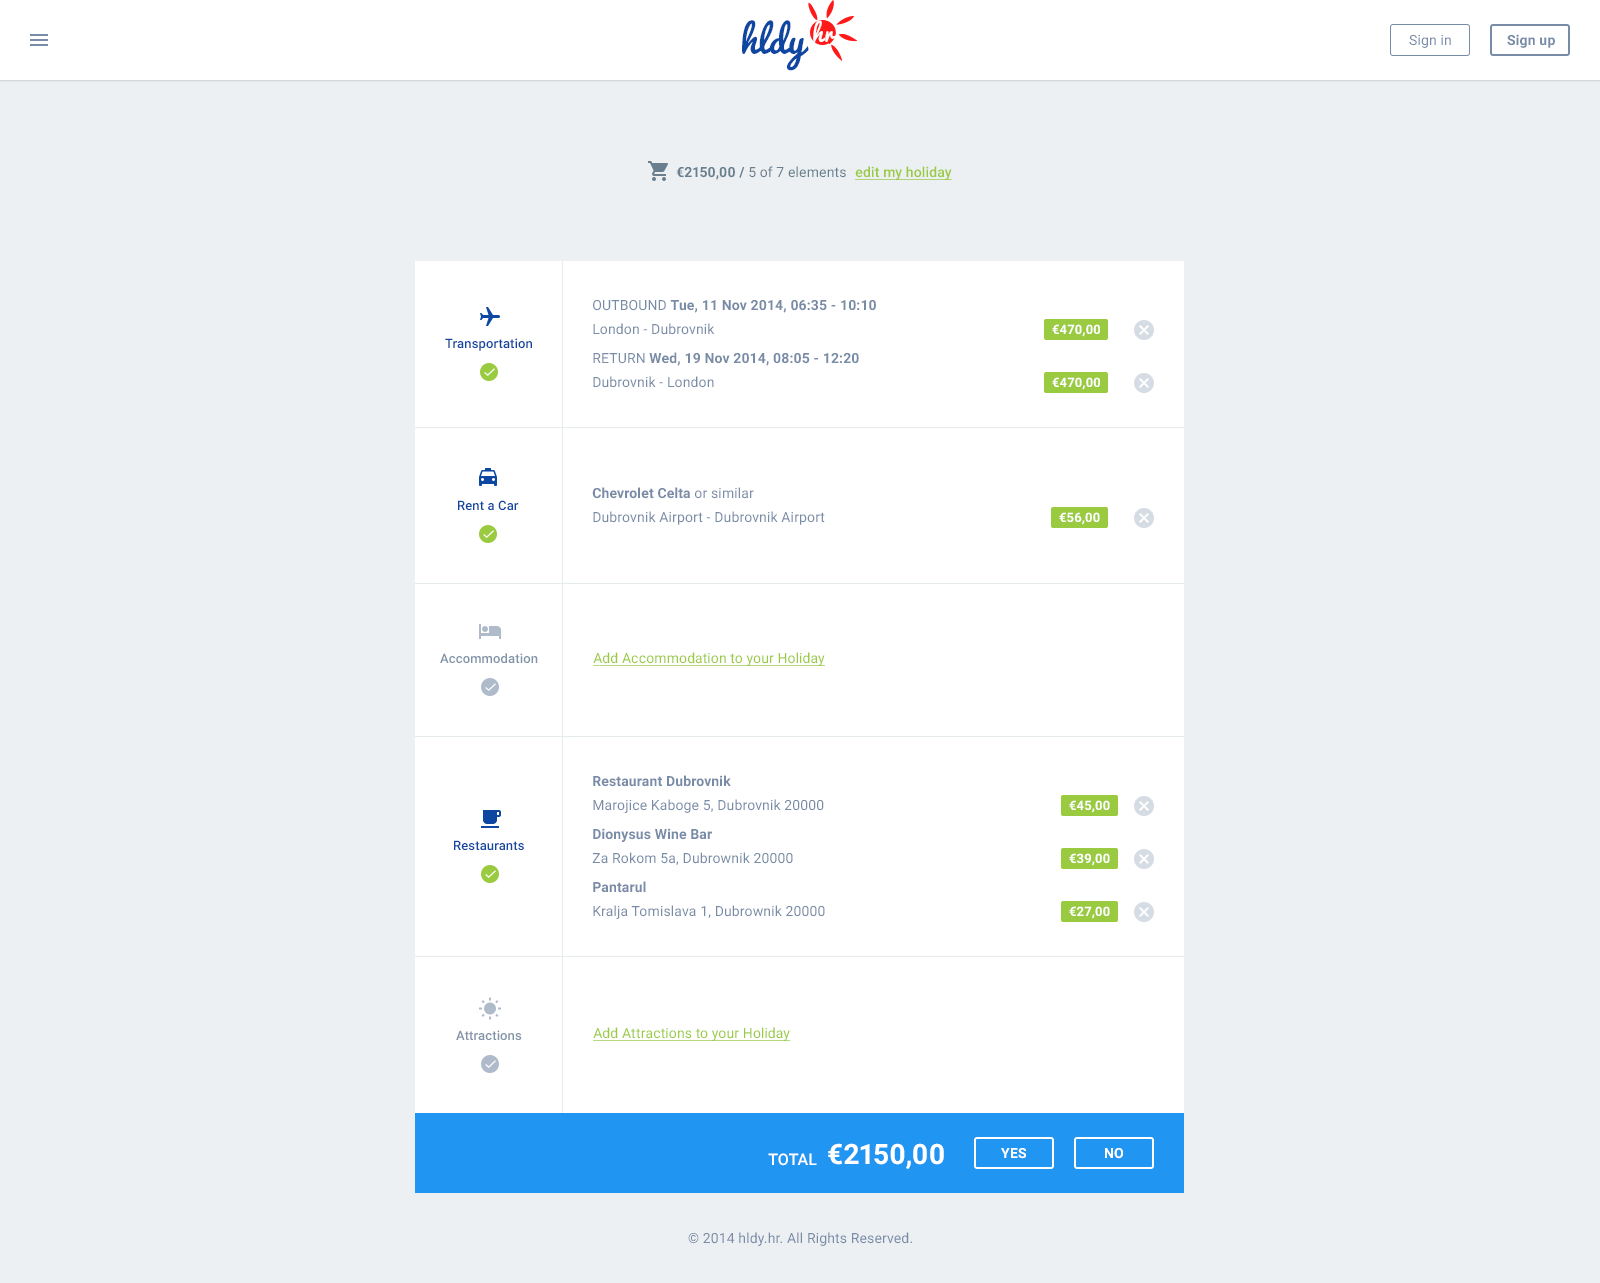 hldy hr
Sign in
Sign up
€2150,00 / 5 of 7 elements edit my holiday
Transportation
OUTBOUND Tue, 11 Nov 2014, 06:35 - 10:10
London - Dubrovnik
€470,00
RETURN Wed, 19 Nov 2014, 08:05 - 12:20
Dubrovnik - London
€470,00
Rent a Car
Chevrolet Celta or similar
Dubrovnik Airport - Dubrovnik Airport
€56,00
Accommodation
Add Accommodation to your Holiday
Restaurants
Restaurant Dubrovnik
Marojice Kaboge 5, Dubrovnik 20000
€45,00
Dionysus Wine Bar
Za Rokom 5a, Dubrownik 20000
€39,00
Pantarul
Kralja Tomislava 1, Dubrownik 20000
€27,00
Attractions
Add Attractions to your Holiday
TOTAL €2150,00
YES
NO
© 2014 hldy.hr. All Rights Reserved.